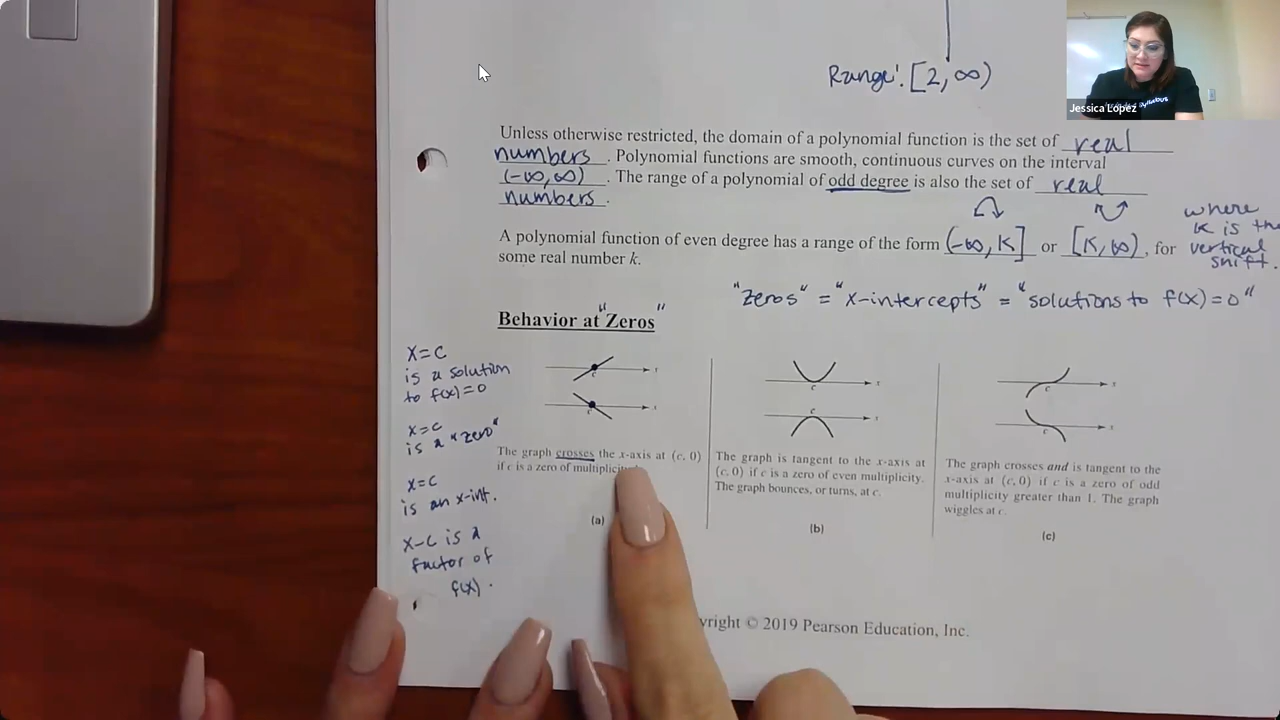 Range: [2, ∞)
Jessica Lopez
Unless otherwise restricted, the domain of a polynomial function is the set of real
numbers. Polynomial functions are smooth, continuous curves on the interval
(-∞, ∞). The range of a polynomial of odd degree is also the set of real
numbers.
A polynomial function of even degree has a range of the form (-∞, K] or [K, ∞), for
some real number k.
where
K is the
vertical
shift.
"zeros" = "x-intercepts" = "solutions to f(x)=0"
Behavior at "Zeros"
x=c
is a solution
to f(x)=0
x=c
is a "zero"
x=c
is an x-int.
x-c is a
factor of
f(x).
c x
c x
The graph crosses the x-axis at (c, 0)
if c is a zero of
(a)
c x
c x
The graph is tangent to the x-axis at
(c, 0) if c is a zero of even multiplicity.
The graph bounces, or turns, at c.
(b)
c x
c x
The graph crosses and is tangent to the
x-axis at (c, 0) if c is a zero of odd
multiplicity greater than 1. The graph
wiggles at c.
(c)
© 2019 Pearson Education, Inc.